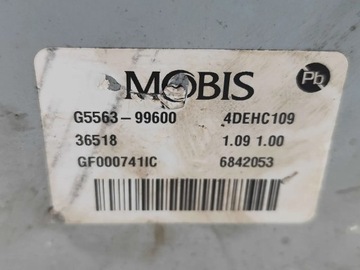 MOBIS Pb
G5563-99600 4DEHC109
36518 1.09 1.00
GF000741IC 6842053